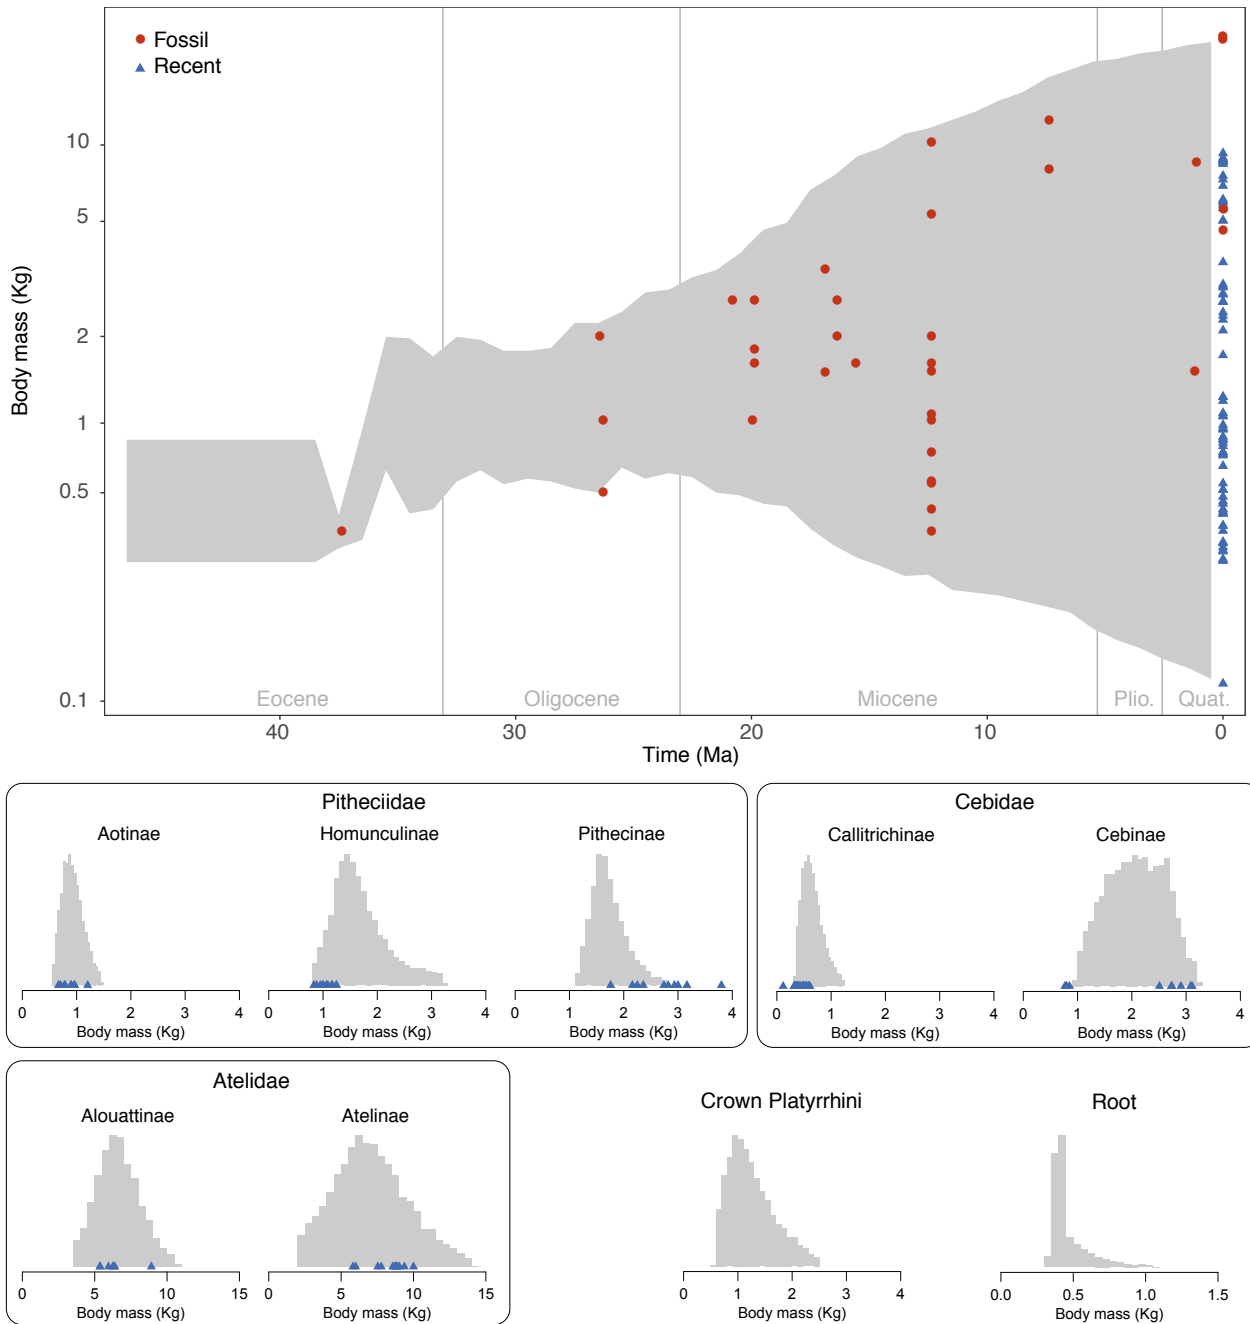 Fossil
Recent
Body mass (Kg)
10
5
2
1
0.5
0.1
Eocene Oligocene Miocene Plio. Quat.
40 30 20 10 0
Time (Ma)
Pitheciidae
Aotinae Homunculinae Pithecinae
0 1 2 3 4 0 1 2 3 4 0 1 2 3 4
Body mass (Kg) Body mass (Kg) Body mass (Kg)
Cebidae
Callitrichinae Cebinae
0 1 2 3 4 0 1 2 3 4
Body mass (Kg) Body mass (Kg)
Atelidae
Alouattinae Atelinae
0 5 10 15 0 5 10 15
Body mass (Kg) Body mass (Kg)
Crown Platyrrhini
0 1 2 3 4
Body mass (Kg)
Root
0.0 0.5 1.0 1.5
Body mass (Kg)